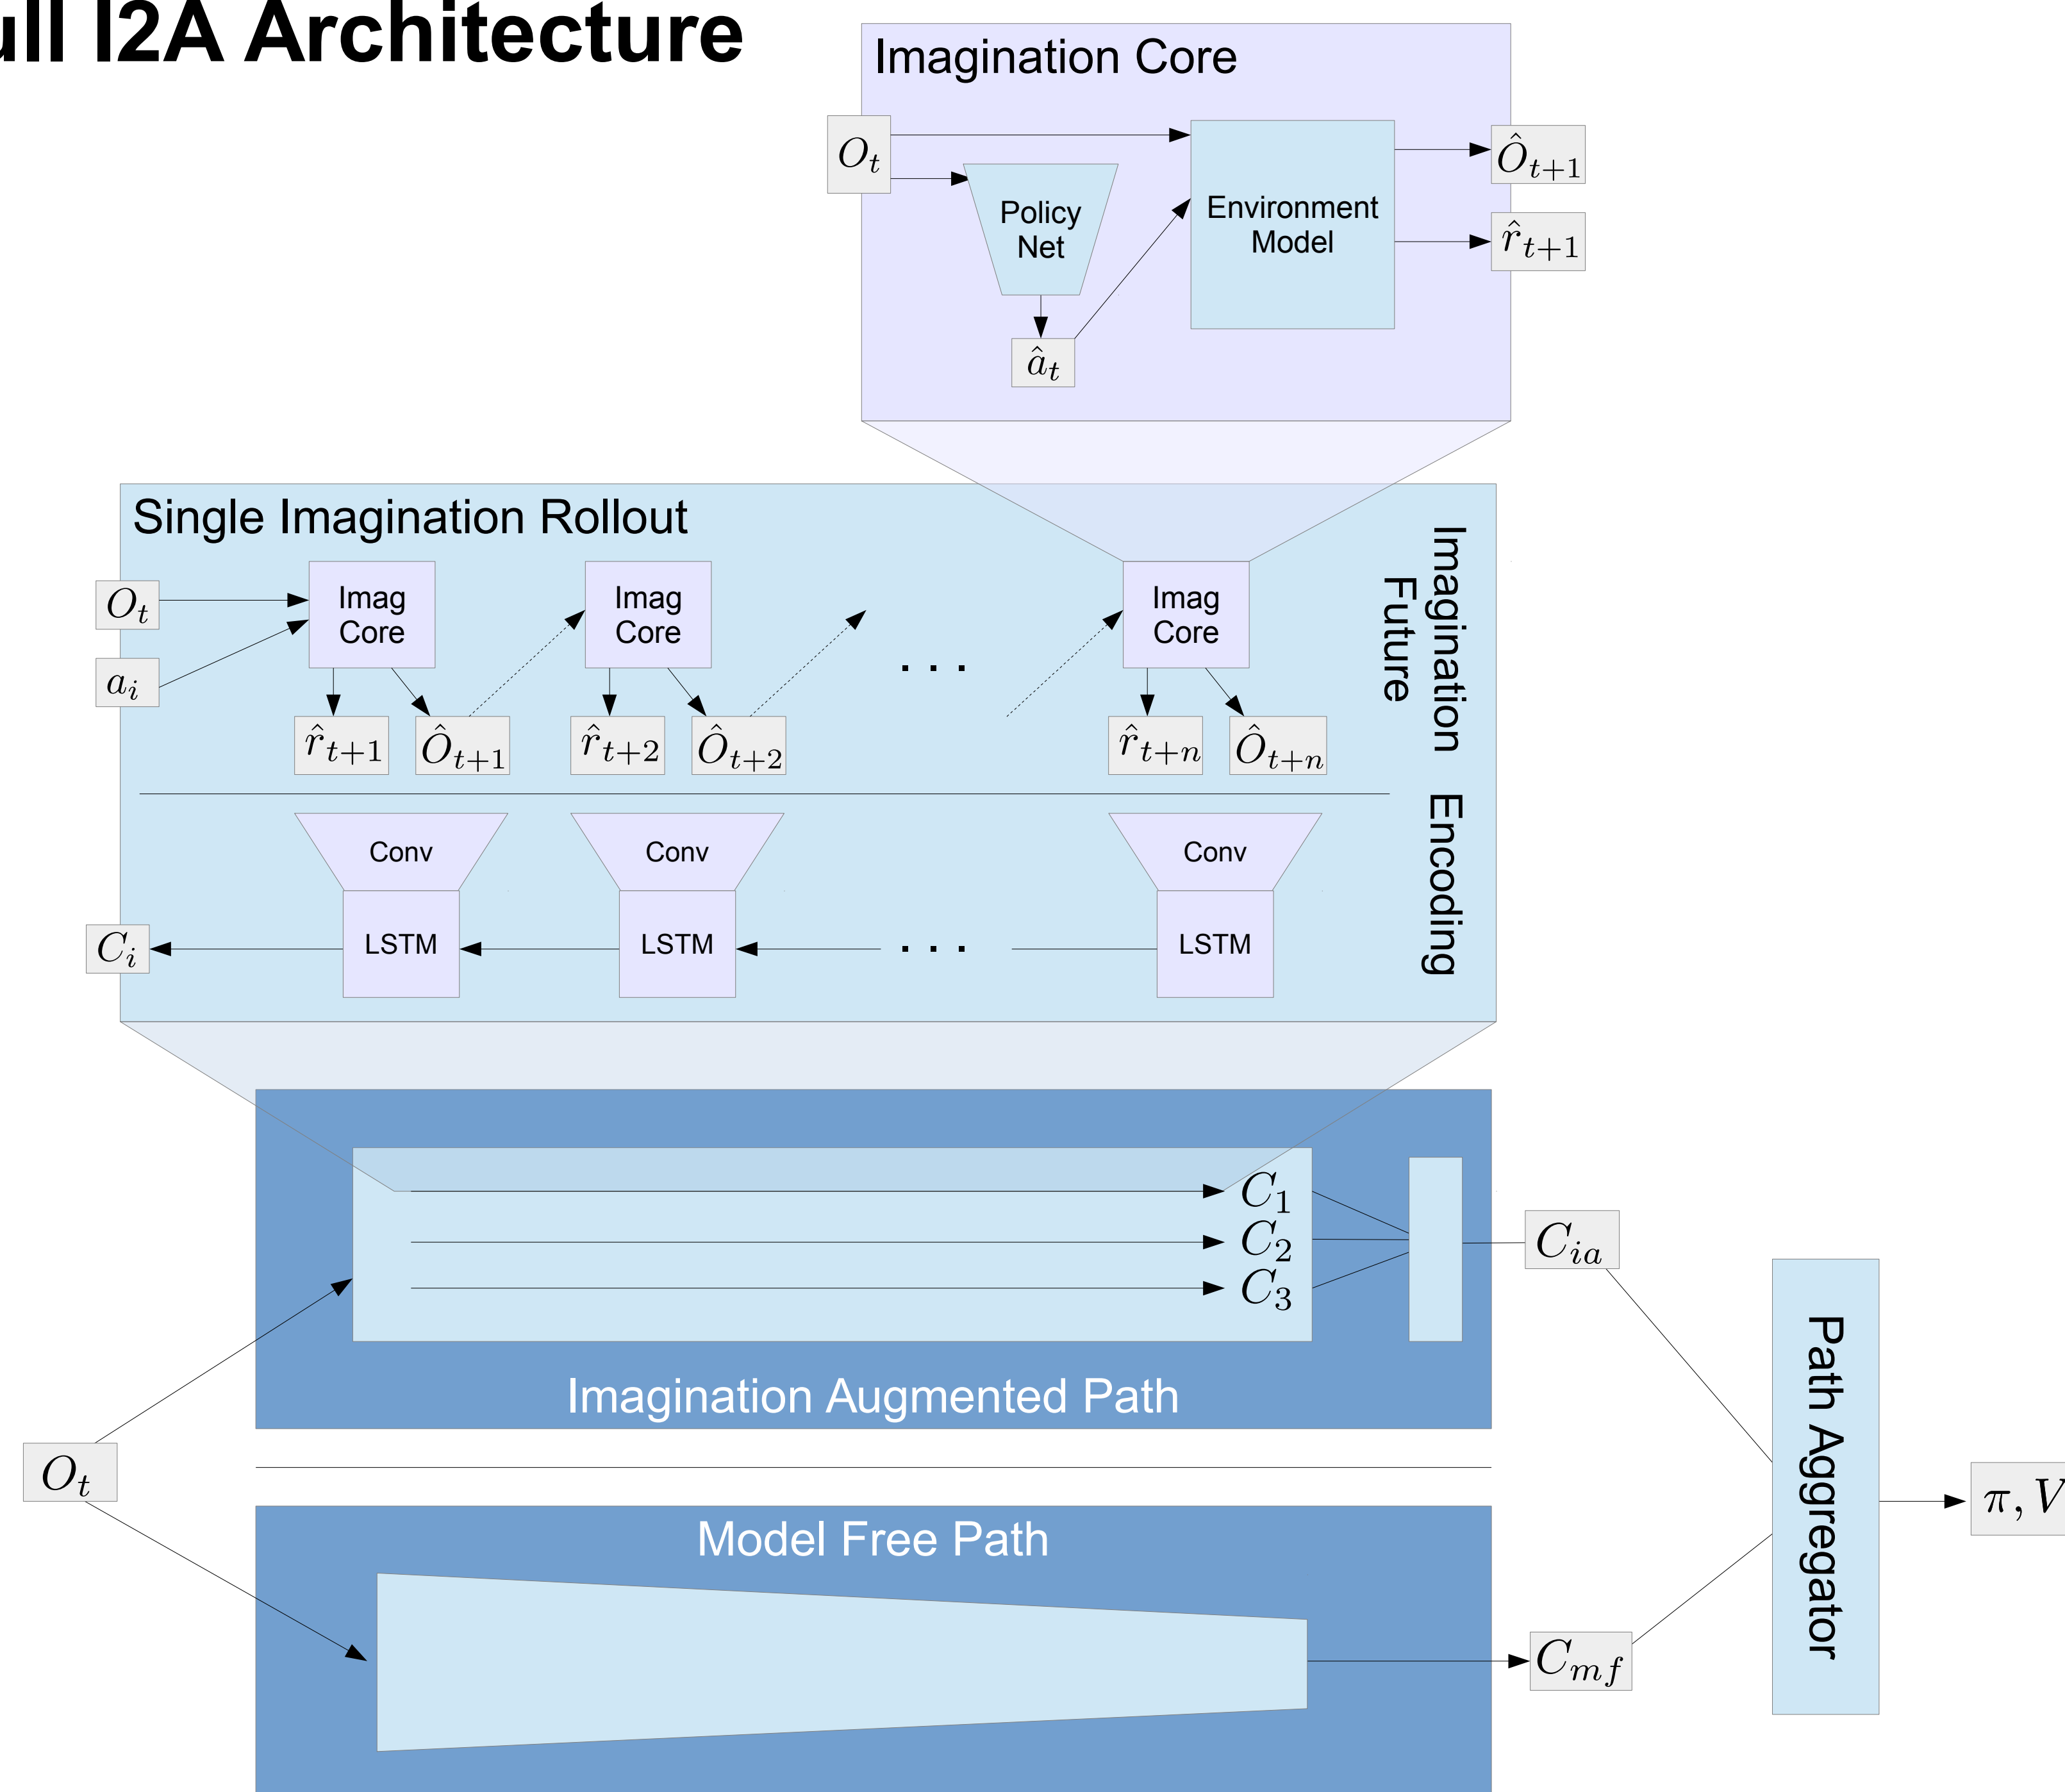 ull I2A Architecture
Imagination Core
O_t
Policy
Net
Environment
Model
Ô_{t+1}
r̂_{t+1}
â_t
Single Imagination Rollout
O_t
a_i
Imag
Core
Imag
Core
. . .
Imag
Core
r̂_{t+1}
Ô_{t+1}
r̂_{t+2}
Ô_{t+2}
r̂_{t+n}
Ô_{t+n}
Imagination
Future
Conv
Conv
Conv
LSTM
LSTM
. . .
LSTM
C_i
Encoding
C_1
C_2
C_3
C_{ia}
Imagination Augmented Path
O_t
Model Free Path
C_{mf}
Path Aggregator
π, V